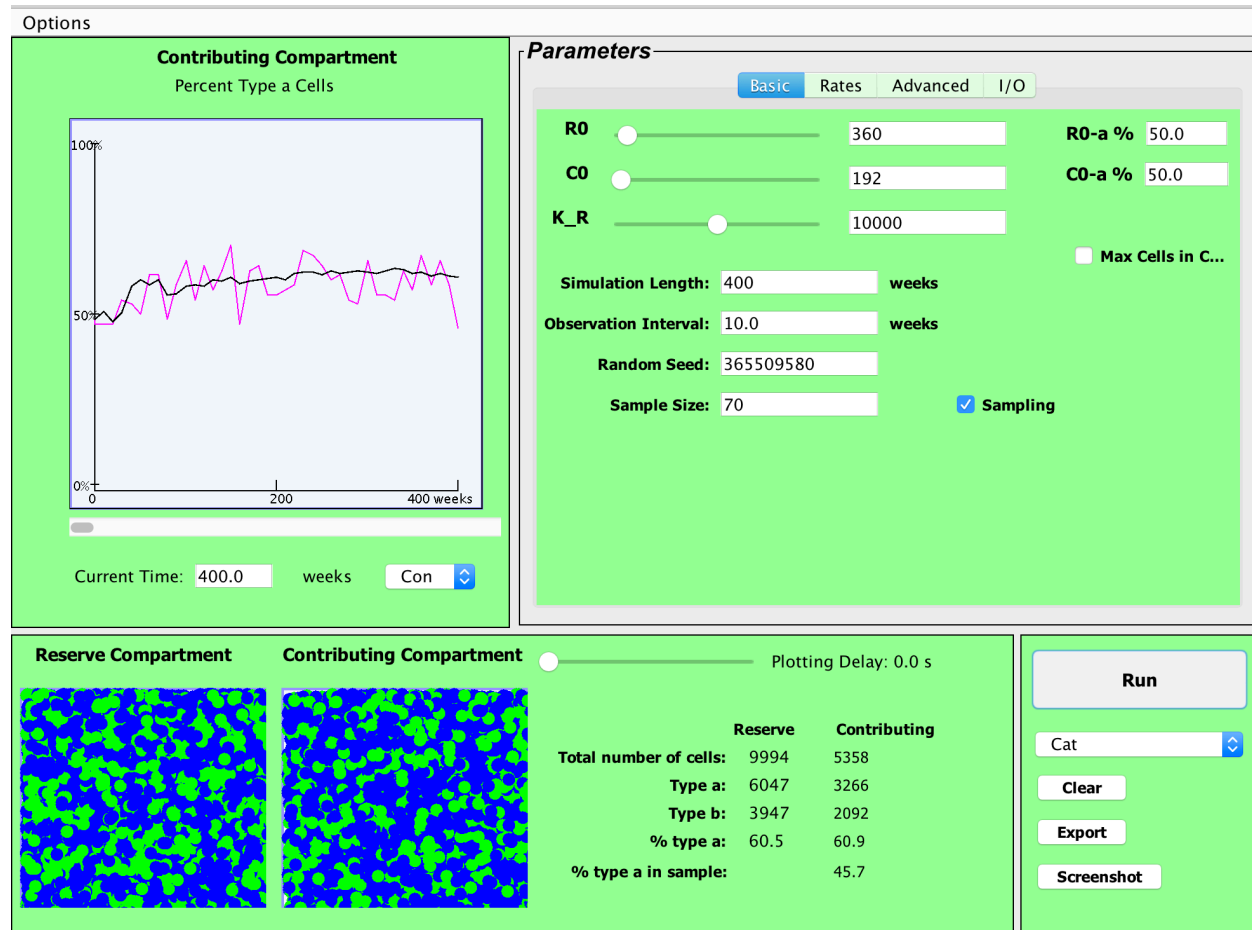 Options
Contributing Compartment
Percent Type a Cells
100%
50%
0%
0 200 400 weeks
Current Time: 400.0 weeks Con
Parameters
Basic Rates Advanced I/O
R0 360 R0-a % 50.0
C0 192 C0-a % 50.0
K_R 10000
Max Cells in C...
Simulation Length: 400 weeks
Observation Interval: 10.0 weeks
Random Seed: 365509580
Sample Size: 70 Sampling
Reserve Compartment Contributing Compartment Plotting Delay: 0.0 s
Reserve Contributing
Total number of cells: 9994 5358
Type a: 6047 3266
Type b: 3947 2092
% type a: 60.5 60.9
% type a in sample: 45.7
Run
Cat
Clear
Export
Screenshot